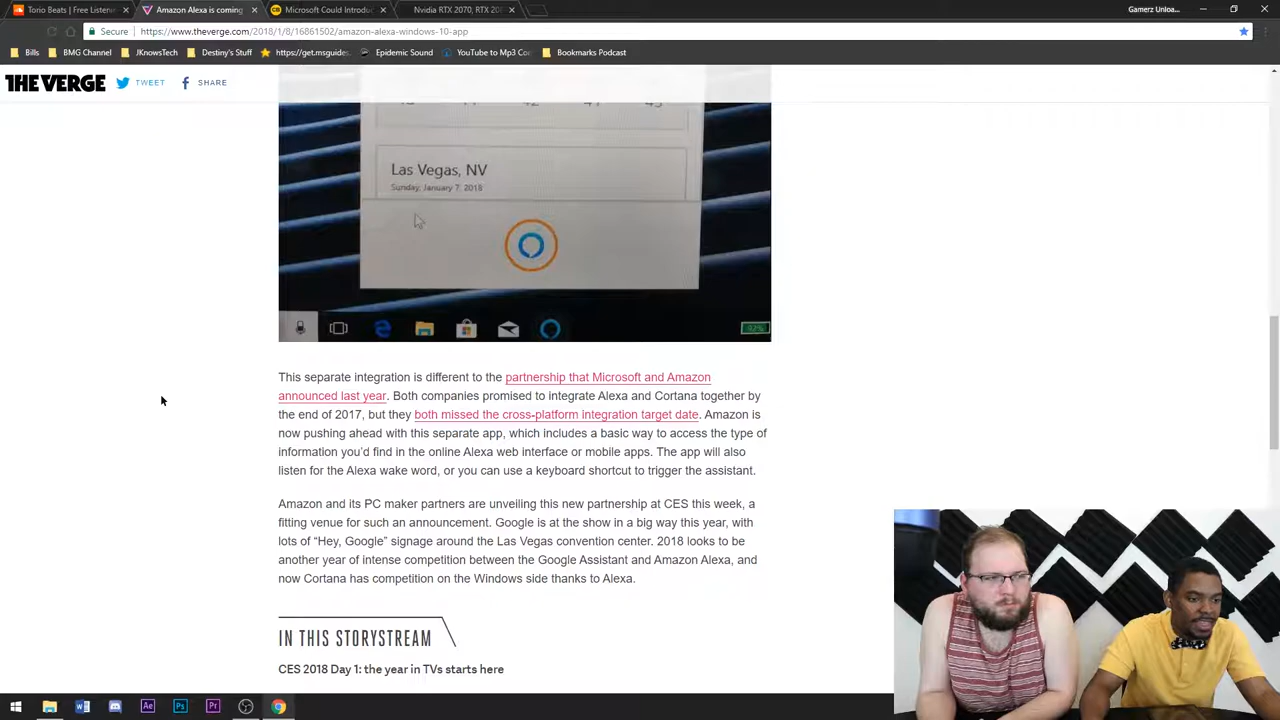 Torio Beats | Free Listen
Amazon Alexa is coming
Microsoft Could Introduc
Nvidia RTX 2070, RTX 208
Gamerz Unloa
Secure
https://www.theverge.com/2018/1/8/16861502/amazon-alexa-windows-10-app
Bills
BMG Channel
JKnowsTech
Destiny's Stuff
https://get.msguides.
Epidemic Sound
YouTube to Mp3 Co
Bookmarks Podcast
THE VERGE
TWEET
SHARE
Las Vegas, NV
Sunday, January 7, 2018
92%
This separate integration is different to the partnership that Microsoft and Amazon
announced last year. Both companies promised to integrate Alexa and Cortana together by
the end of 2017, but they both missed the cross-platform integration target date. Amazon is
now pushing ahead with this separate app, which includes a basic way to access the type of
information you’d find in the online Alexa web interface or mobile apps. The app will also
listen for the Alexa wake word, or you can use a keyboard shortcut to trigger the assistant.
Amazon and its PC maker partners are unveiling this new partnership at CES this week, a
fitting venue for such an announcement. Google is at the show in a big way this year, with
lots of “Hey, Google” signage around the Las Vegas convention center. 2018 looks to be
another year of intense competition between the Google Assistant and Amazon Alexa, and
now Cortana has competition on the Windows side thanks to Alexa.
IN THIS STORYSTREAM
CES 2018 Day 1: the year in TVs starts here
Ae
Ps
Pr